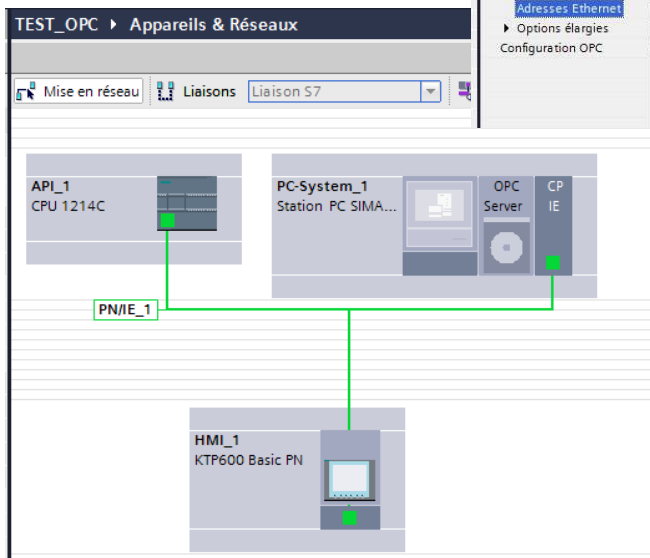 Adresses Ethernet
Options élargies
Configuration OPC
TEST_OPC ▸ Appareils & Réseaux
Mise en réseau Liaisons Liaison S7
API_1
CPU 1214C
PC-System_1
Station PC SIMA...
OPC
Server
CP
IE
PN/IE_1
HMI_1
KTP600 Basic PN